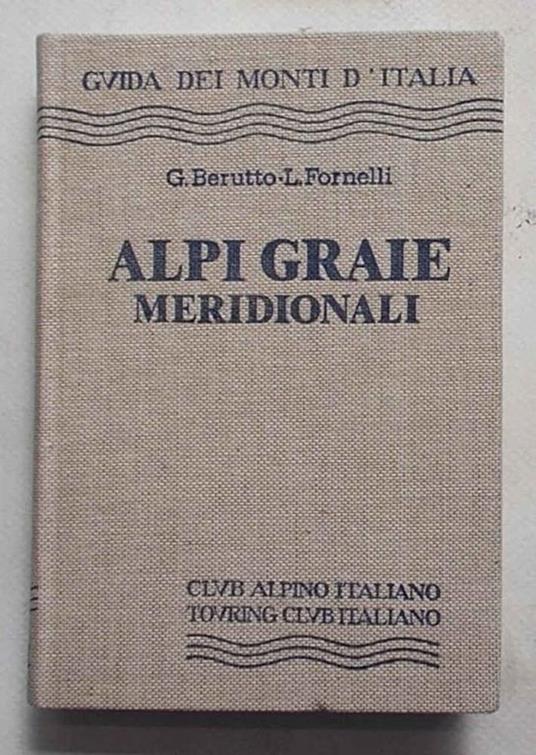 GVIDA DEI MONTI D'ITALIA
G. Berutto · L. Fornelli
ALPI GRAIE
MERIDIONALI
CLVB ALPINO ITALIANO
TOVRING CLVB ITALIANO